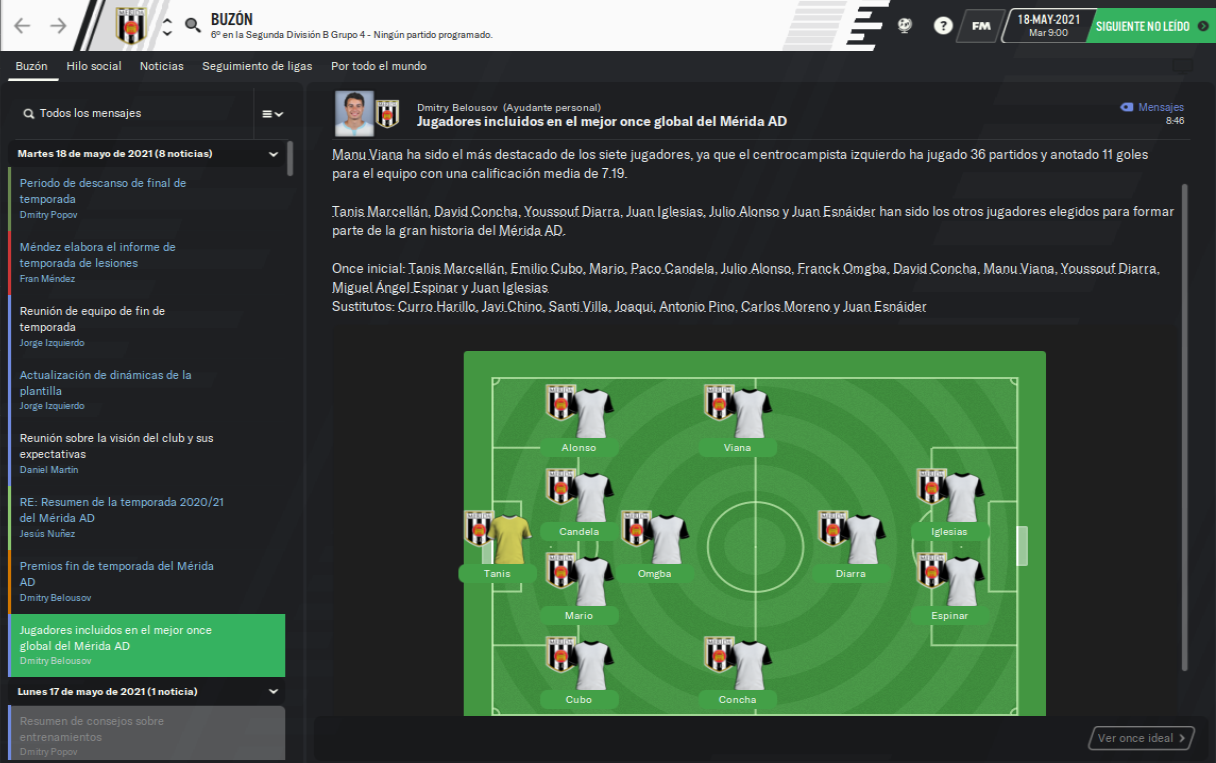 BUZÓN
6º en la Segunda División B Grupo 4 - Ningún partido programado.
FM
18-MAY-2021
Mar 9:00
SIGUIENTE NO LEÍDO
Buzón
Hilo social
Noticias
Seguimiento de ligas
Por todo el mundo
Todos los mensajes
Martes 18 de mayo de 2021 (8 noticias)
Periodo de descanso de final de
temporada
Dmitry Popov
Méndez elabora el informe de
temporada de lesiones
Fran Méndez
Reunión de equipo de fin de
temporada
Jorge Izquierdo
Actualización de dinámicas de la
plantilla
Jorge Izquierdo
Reunión sobre la visión del club y sus
expectativas
Daniel Martín
RE: Resumen de la temporada 2020/21
del Mérida AD
Jesús Nuñez
Premios fin de temporada del Mérida
AD
Dmitry Belousov
Jugadores incluidos en el mejor once
global del Mérida AD
Dmitry Belousov
Lunes 17 de mayo de 2021 (1 noticia)
Resumen de consejos sobre
entrenamientos
Dmitry Popov
Dmitry Belousov (Ayudante personal)
Jugadores incluidos en el mejor once global del Mérida AD
Mensajes
8:46
Manu Viana ha sido el más destacado de los siete jugadores, ya que el centrocampista izquierdo ha jugado 36 partidos y anotado 11 goles
para el equipo con una calificación media de 7.19.
Tanis Marcellán, David Concha, Youssouf Diarra, Juan Iglesias, Julio Alonso y Juan Esnáider han sido los otros jugadores elegidos para formar
parte de la gran historia del Mérida AD.
Once inicial: Tanis Marcellán, Emilio Cubo, Mario, Paco Candela, Julio Alonso, Franck Omgba, David Concha, Manu Viana, Youssouf Diarra,
Miguel Ángel Espinar y Juan Iglesias
Sustitutos: Curro Harillo, Javi Chino, Santi Villa, Joaqui, Antonio Pino, Carlos Moreno y Juan Esnáider
Alonso
Viana
Candela
Iglesias
Tanis
Omgba
Diarra
Mario
Espinar
Cubo
Concha
Ver once ideal